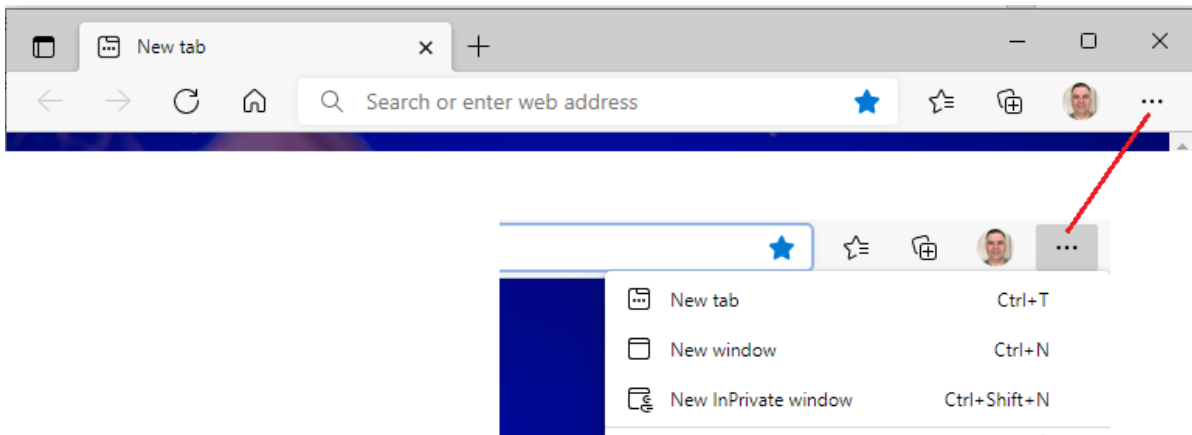 New tab
Search or enter web address
New tab Ctrl+T
New window Ctrl+N
New InPrivate window Ctrl+Shift+N